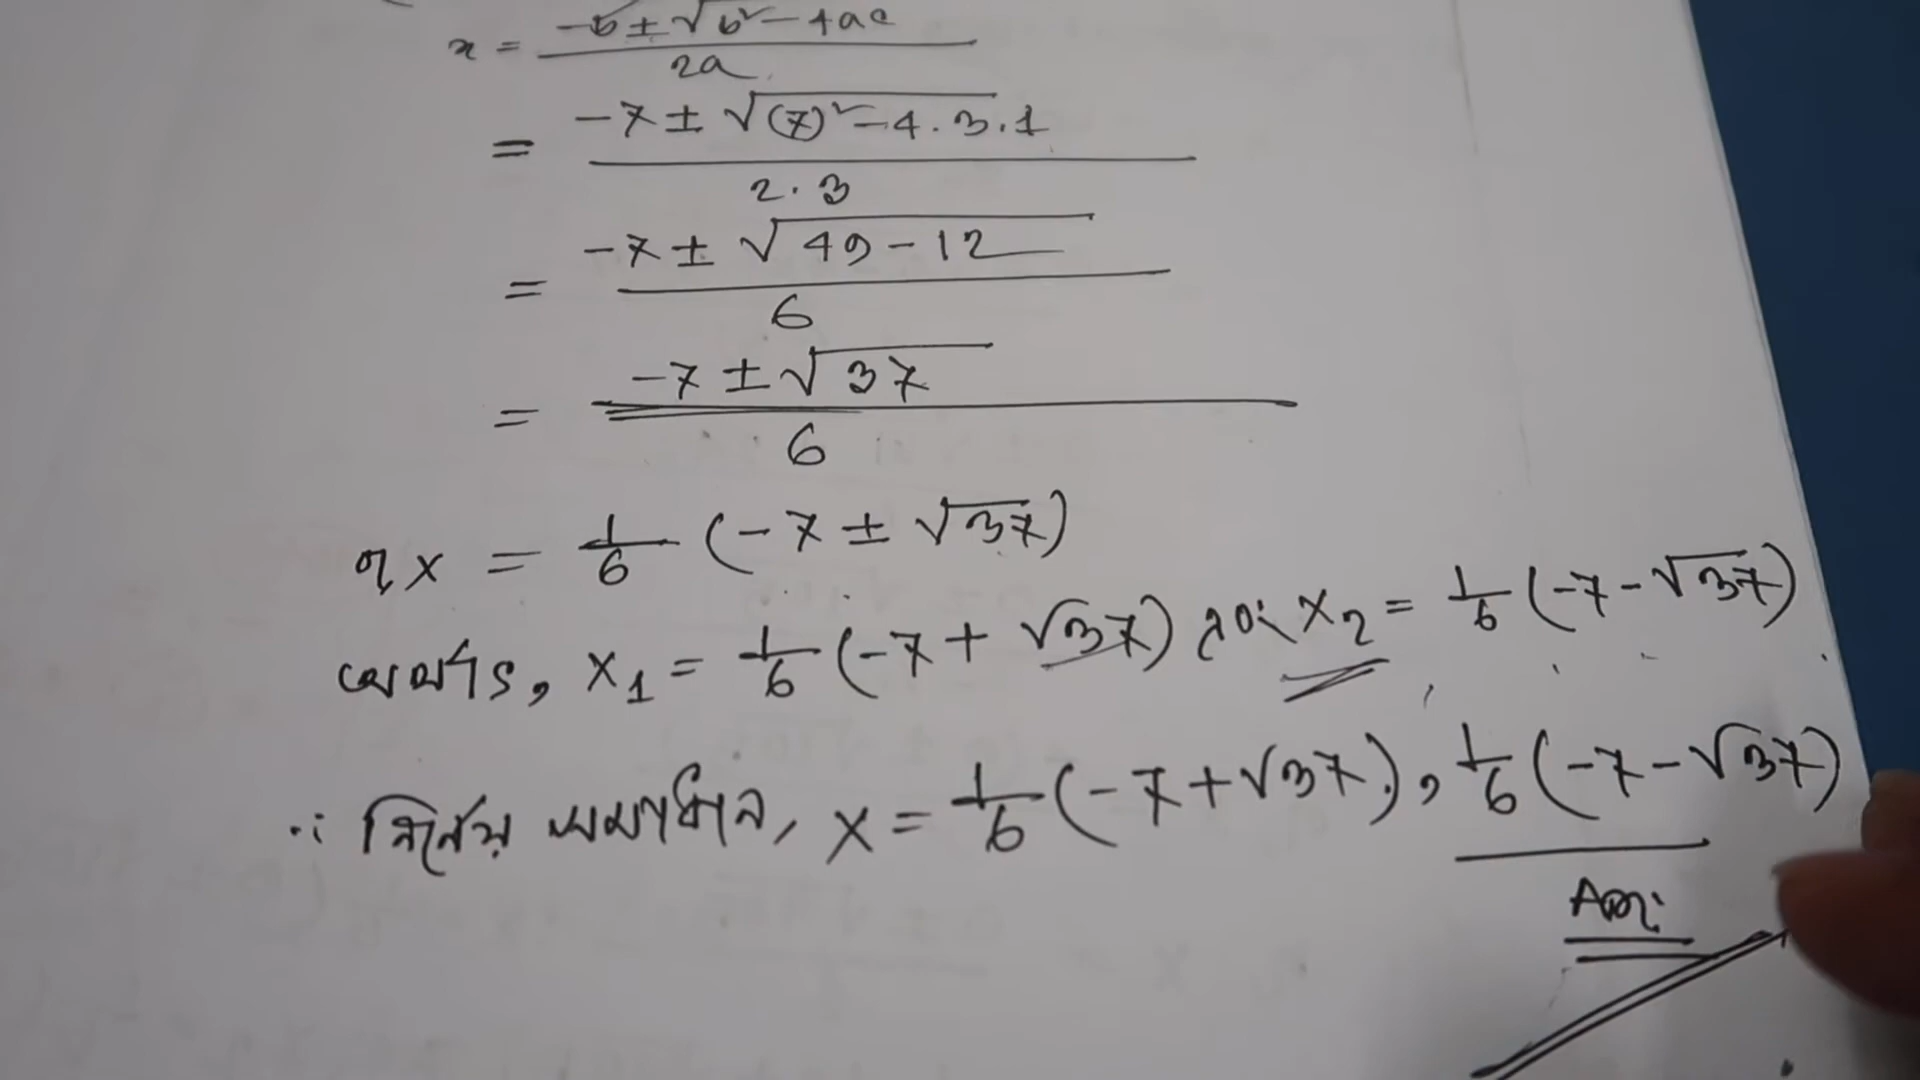 x = (-b ± √(b² - 4ac)) / 2a
= (-7 ± √((7)² - 4.3.1)) / 2.3
= (-7 ± √(49 - 12)) / 6
= (-7 ± √37) / 6
বা x = 1/6 (-7 ± √37)
অর্থাৎ, x₁ = 1/6 (-7 + √37) এবং x₂ = 1/6 (-7 - √37)
∴ নির্ণেয় সমাধান, x = 1/6 (-7 + √37), 1/6 (-7 - √37)
Ans: